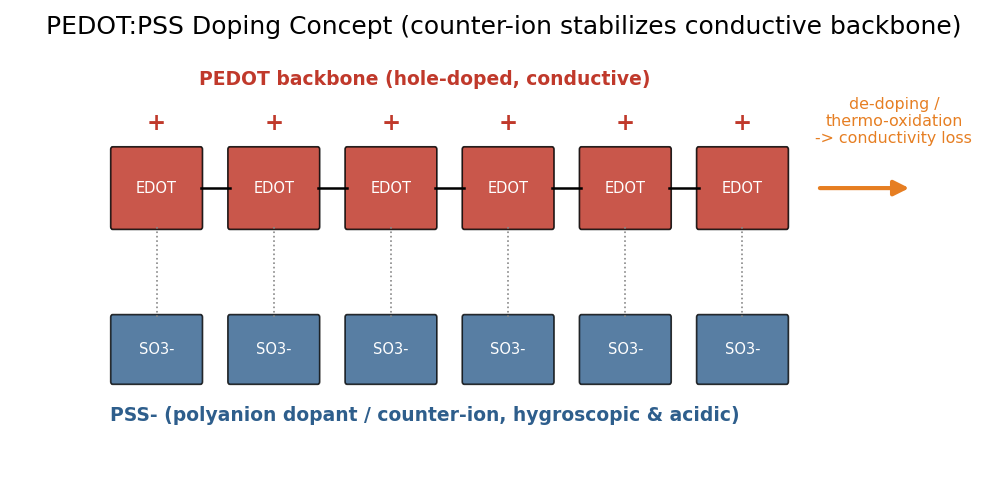 PEDOT:PSS Doping Concept (counter-ion stabilizes conductive backbone)
PEDOT backbone (hole-doped, conductive)
de-doping /
thermo-oxidation
-> conductivity loss
+ + + + + +
EDOT EDOT EDOT EDOT EDOT EDOT
SO3- SO3- SO3- SO3- SO3- SO3-
PSS- (polyanion dopant / counter-ion, hygroscopic & acidic)